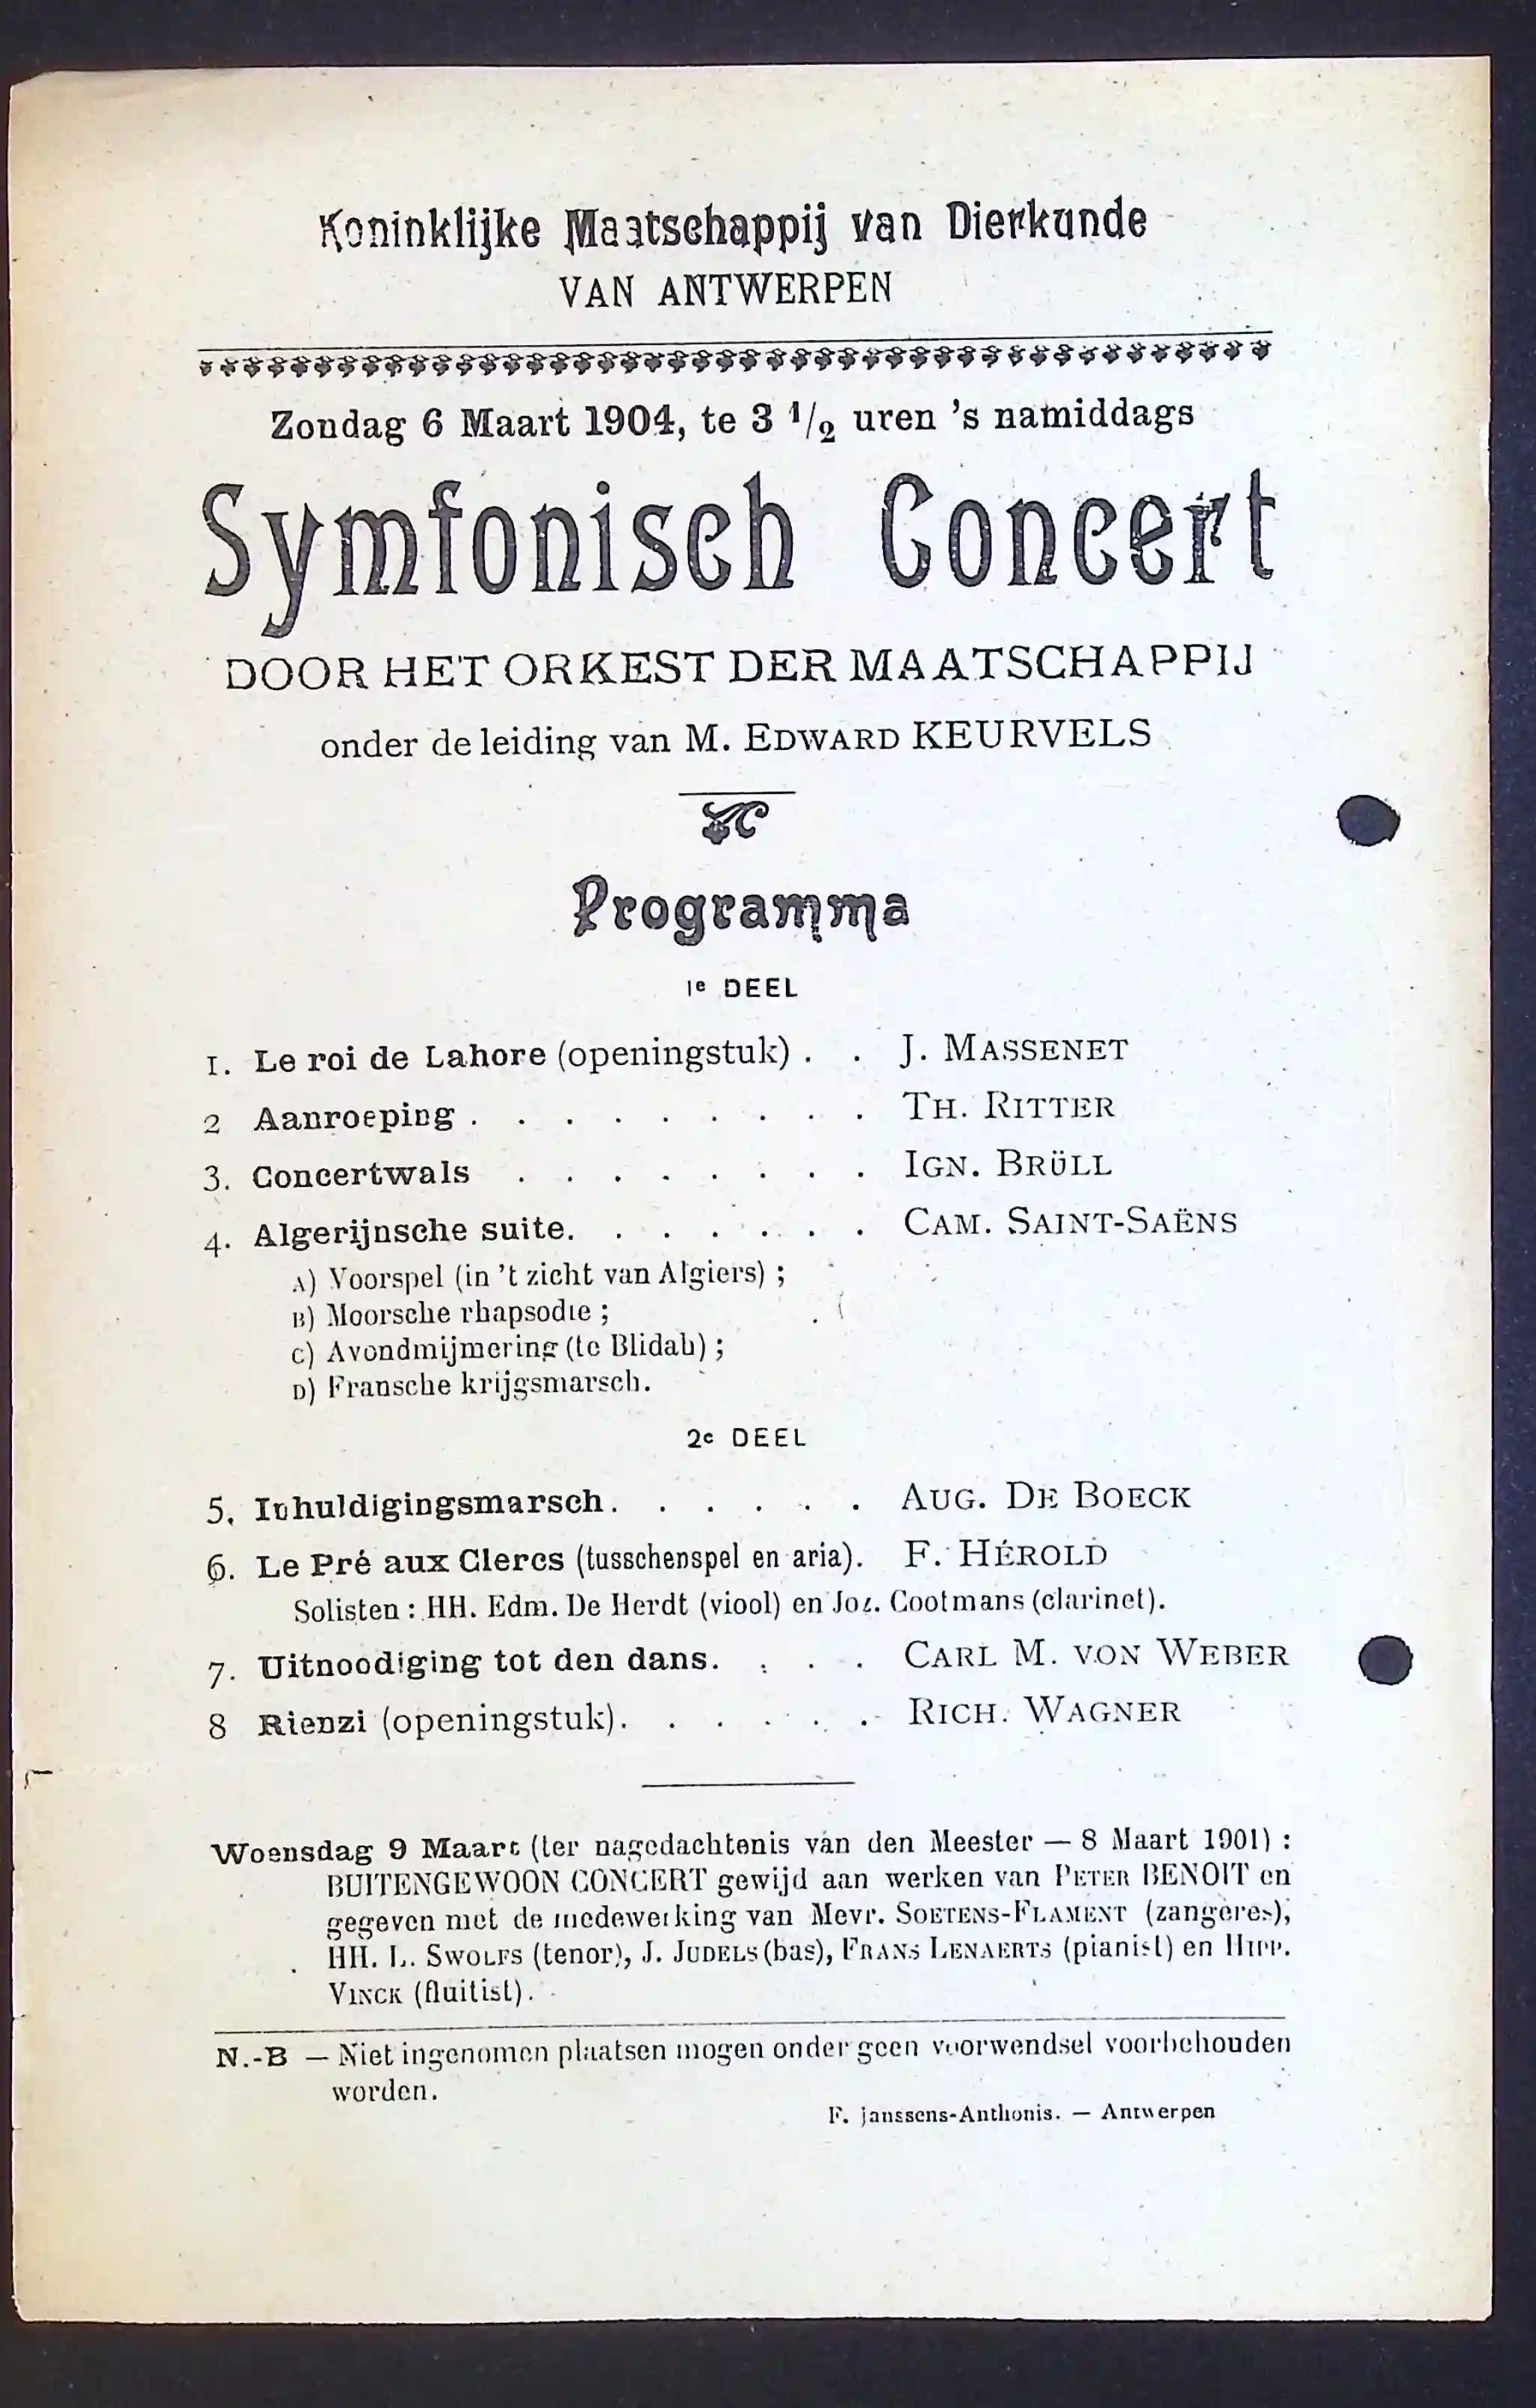 Koninklijke Maatschappij van Dierkunde
VAN ANTWERPEN
Zondag 6 Maart 1904, te 3 1/2 uren 's namiddags
Symfonisch Concert
DOOR HET ORKEST DER MAATSCHAPPIJ
onder de leiding van M. EDWARD KEURVELS
Programma
1e DEEL
1. Le roi de Lahore (openingstuk) . . J. MASSENET
2 Aanroeping . . . . . . . . . TH. RITTER
3. Concertwals . . . . . . . . IGN. BRÜLL
4. Algerijnsche suite. . . . . . . CAM. SAINT-SAËNS
A) Voorspel (in 't zicht van Algiers) ;
B) Moorsche rhapsodie ;
C) Avondmijmering (te Blidah) ;
D) Fransche krijgsmarsch.
2e DEEL
5. Inhuldigingsmarsch. . . . . . AUG. DE BOECK
6. Le Pré aux Clercs (tusschenspel en aria). F. HÉROLD
Solisten : HH. Edm. De Herdt (viool) en Jos. Cootmans (clarinet).
7. Uitnoodiging tot den dans. . . . CARL M. VON WEBER
8 Rienzi (openingstuk). . . . . . RICH. WAGNER
Woensdag 9 Maart (ter nagedachtenis van den Meester — 8 Maart 1901) :
BUITENGEWOON CONCERT gewijd aan werken van PETER BENOIT en
gegeven met de medewerking van Mevr. SOETENS-FLAMENT (zangeres),
HH. L. SWOLFS (tenor), J. JUDELS (bas), FRANS LENAERTS (pianist) en HIPP.
VINCK (fluitist).
N.-B — Niet ingenomen plaatsen mogen onder geen voorwendsel voorbehouden
worden.
F. Janssens-Anthonis. — Antwerpen